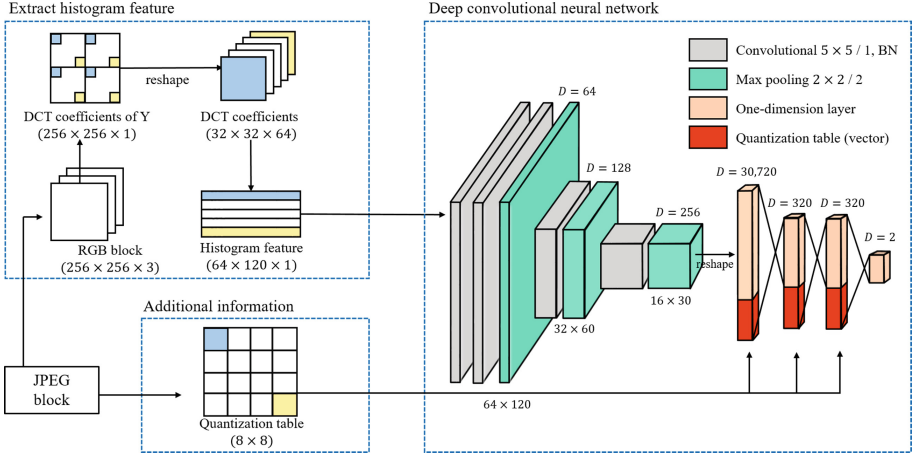 Extract histogram feature
DCT coefficients of Y
(256 × 256 × 1)
reshape
DCT coefficients
(32 × 32 × 64)
RGB block
(256 × 256 × 3)
Histogram feature
(64 × 120 × 1)
JPEG
block
Additional information
Quantization table
(8 × 8)
Deep convolutional neural network
Convolutional 5 × 5 / 1, BN
Max pooling 2 × 2 / 2
One-dimension layer
Quantization table (vector)
D = 64
D = 128
D = 256
D = 30,720
D = 320
D = 320
D = 2
reshape
16 × 30
32 × 60
64 × 120